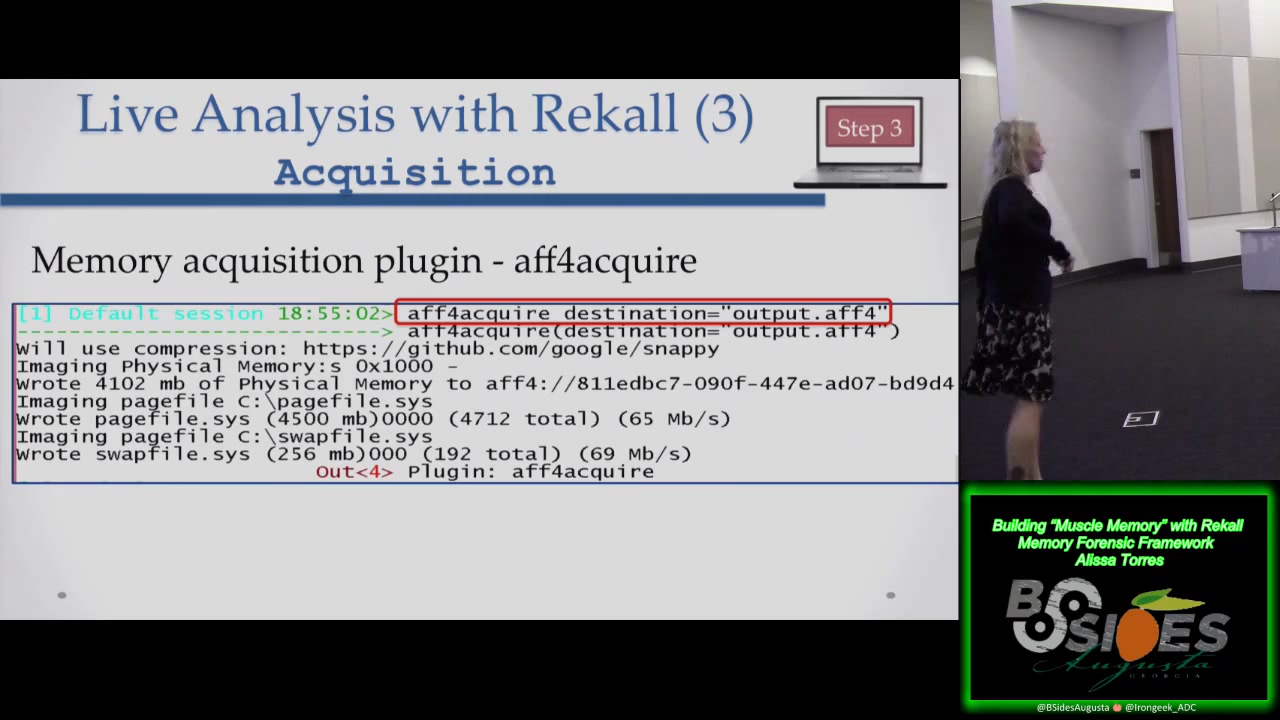 Live Analysis with Rekall (3)
Acquisition
Step 3
Memory acquisition plugin - aff4acquire
[1] Default session 18:55:02> aff4acquire destination="output.aff4"
----------------------------> aff4acquire(destination="output.aff4")
Will use compression: https://github.com/google/snappy
Imaging Physical Memory:s 0x1000 -
Wrote 4102 mb of Physical Memory to aff4://811edbc7-090f-447e-ad07-bd9d4
Imaging pagefile C:\pagefile.sys
Wrote pagefile.sys (4500 mb)0000 (4712 total) (65 Mb/s)
Imaging pagefile C:\swapfile.sys
Wrote swapfile.sys (256 mb)000 (192 total) (69 Mb/s)
Out<4> Plugin: aff4acquire
Building "Muscle Memory" with Rekall
Memory Forensic Framework
Alissa Torres
BSIDES
Augusta
GEORGIA
@BSidesAugusta @Irongeek_ADC